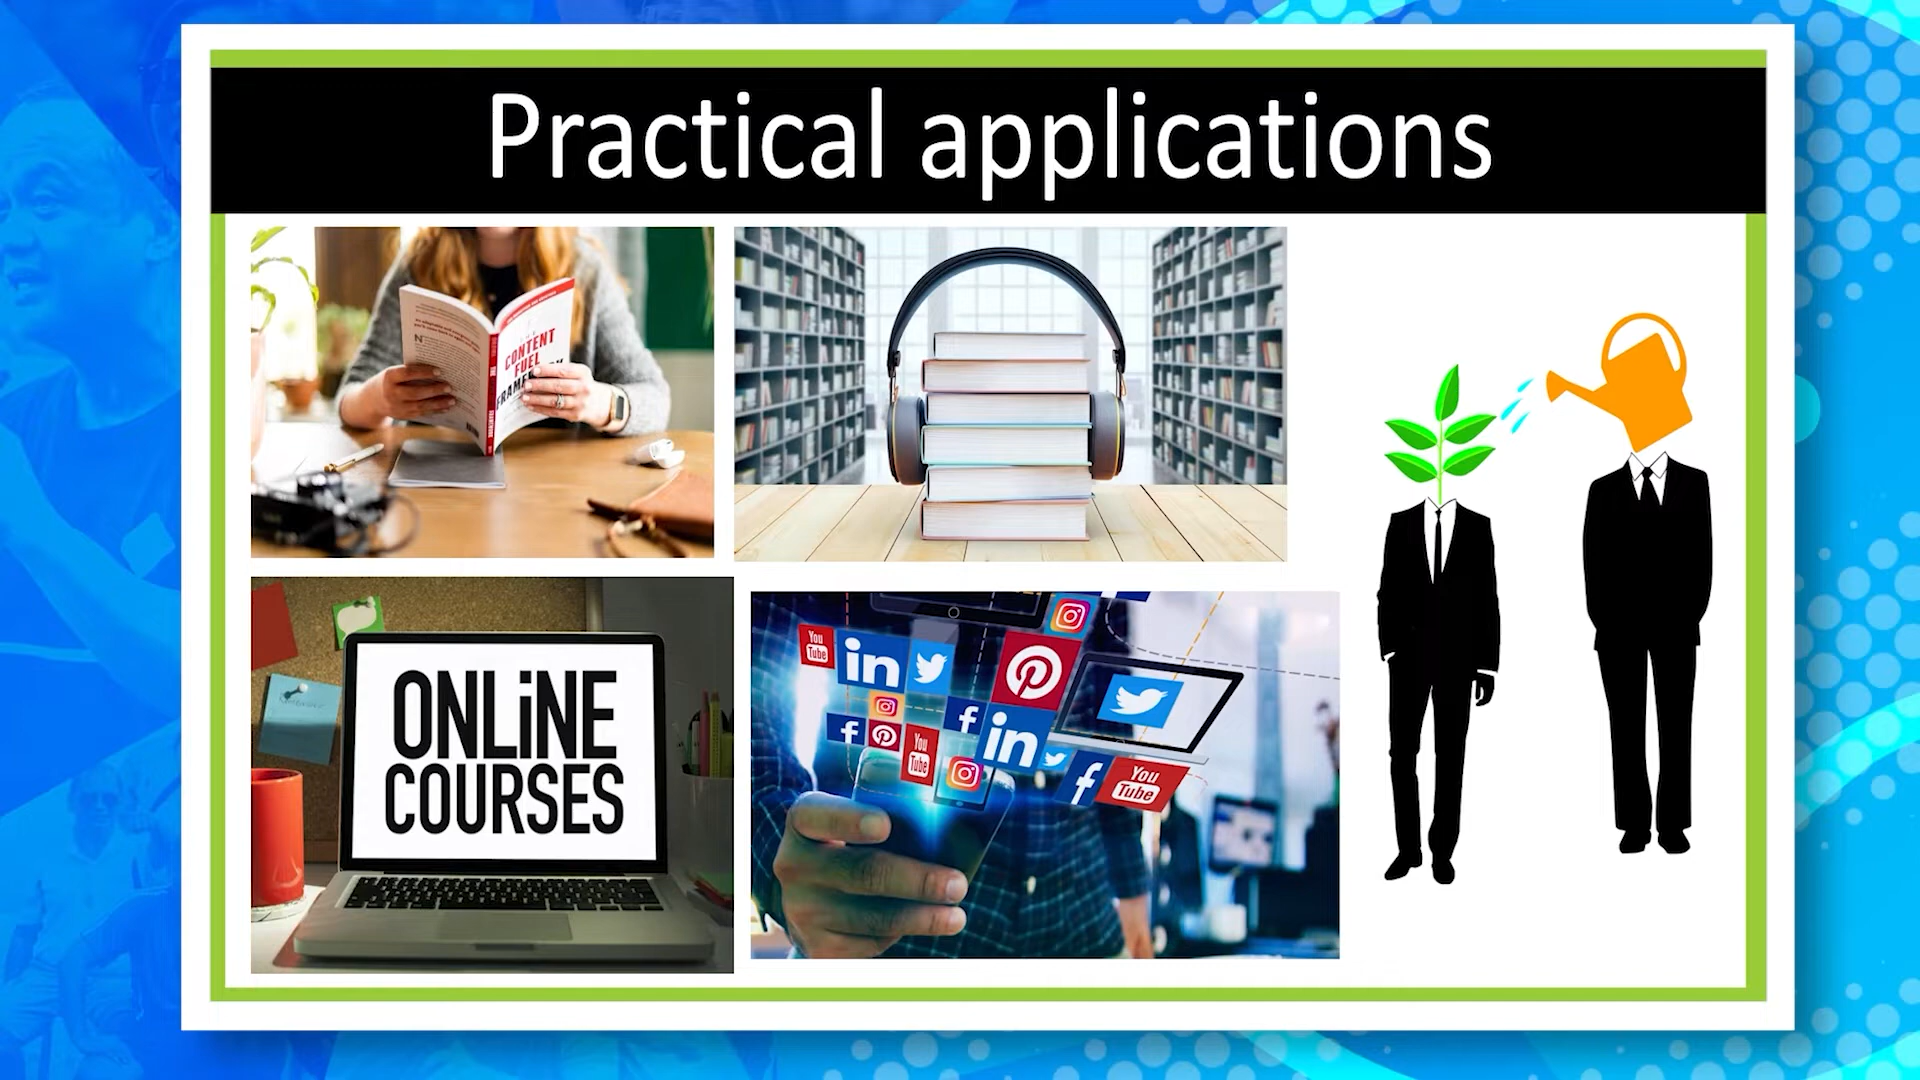 Practical applications
CONTENT
FUEL
ONLiNE
COURSES
You
Tube
in
f
You
Tube
f
in
f
You
Tube